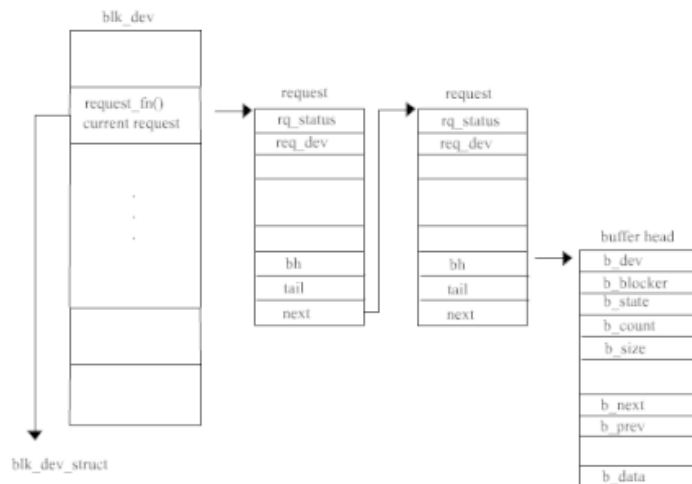 blk_dev
request_fn()
current request
blk_dev_struct
request
rq_status
req_dev
bh
tail
next
request
rq_status
req_dev
bh
tail
next
buffer head
b_dev
b_blocker
b_state
b_count
b_size
b_next
b_prev
b_data